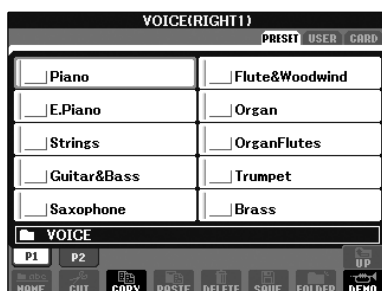 VOICE(RIGHT1)
PRESET USER CARD
Piano Flute&Woodwind
E.Piano Organ
Strings OrganFlutes
Guitar&Bass Trumpet
Saxophone Brass
VOICE
P1 P2 UP
NAME CUT COPY PASTE DELETE SAVE FOLDER DEMO